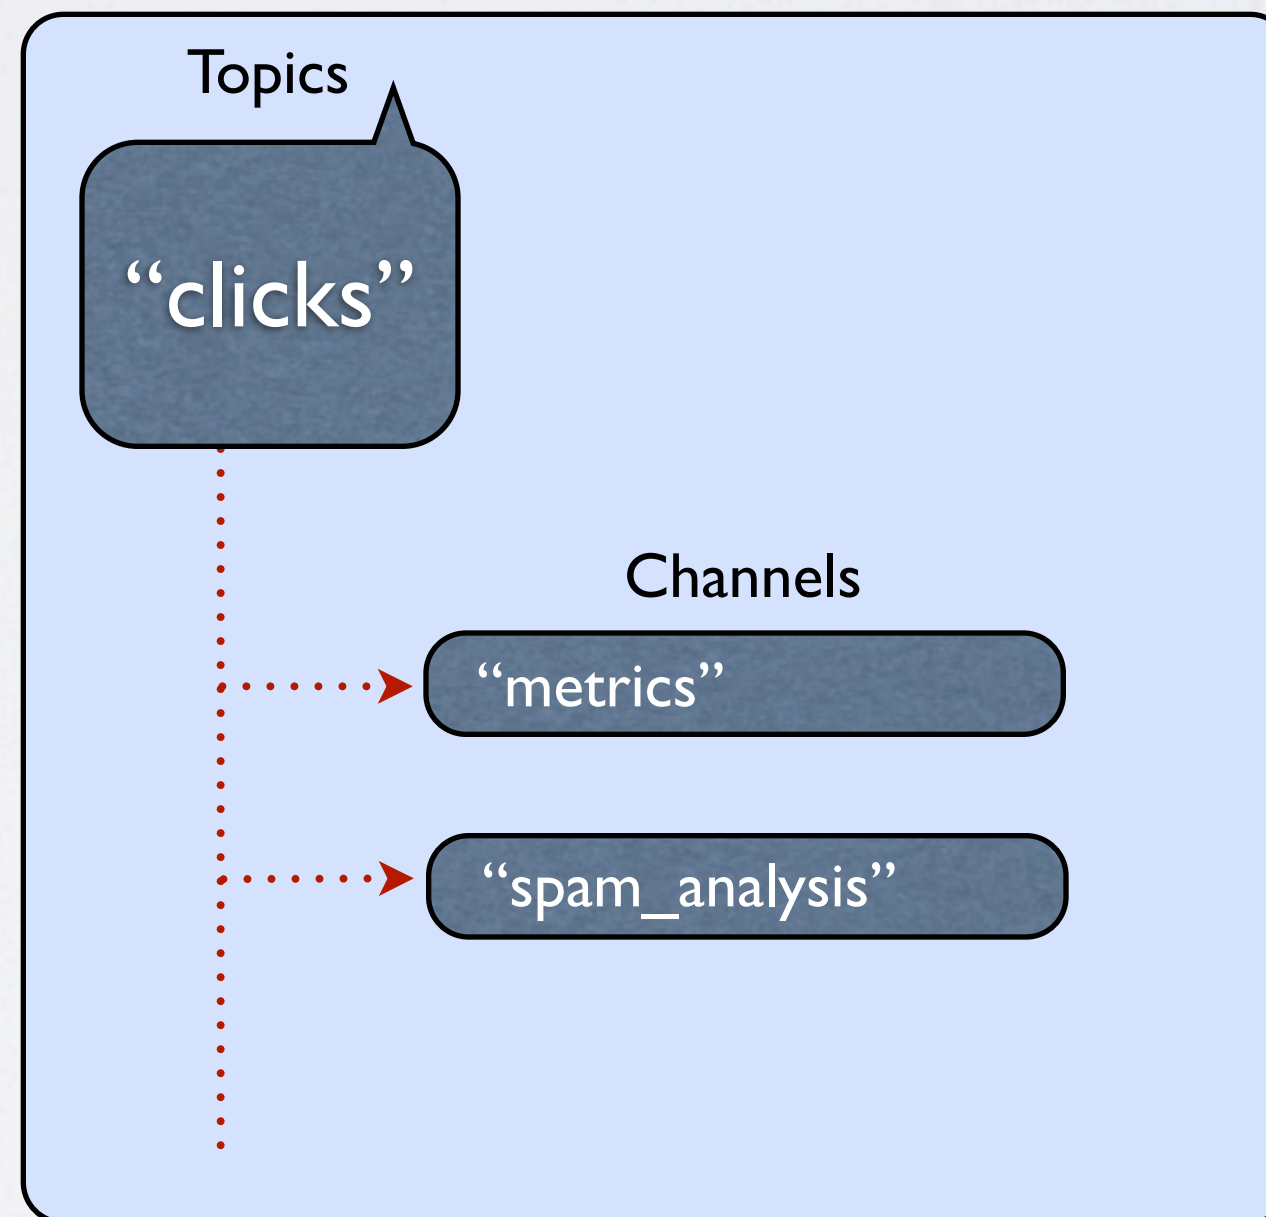 Topics
“clicks”
Channels
“metrics”
“spam_analysis”